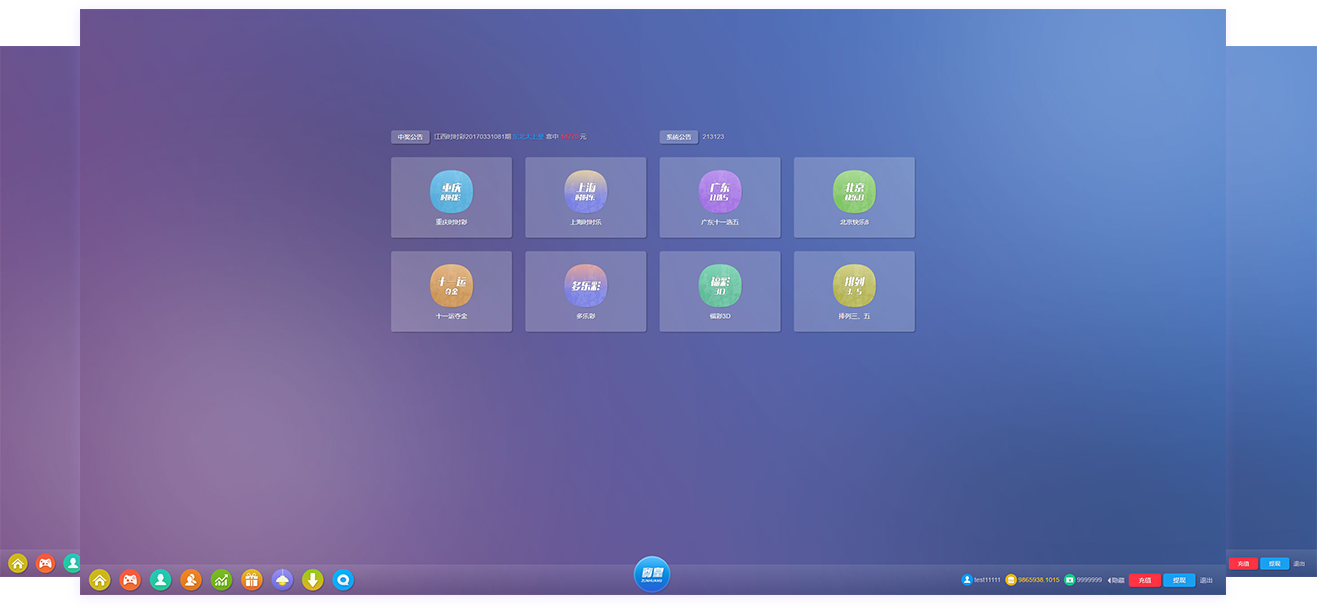 中奖公告 江西时时彩20170331081期 喜中 元
系统公告 213123
重庆
时时彩
重庆时时彩
上海
时时乐
上海时时乐
广东
11选5
广东十一选五
北京
快乐8
北京快乐8
十一运
夺金
十一运夺金
多乐彩
多乐彩
福彩
3D
福彩3D
排列
3、5
排列三、五
尊皇
ZUNHUANG
test11111 9865938.1015 9999999 隐藏 充值 提现 退出
充值 提现 退出